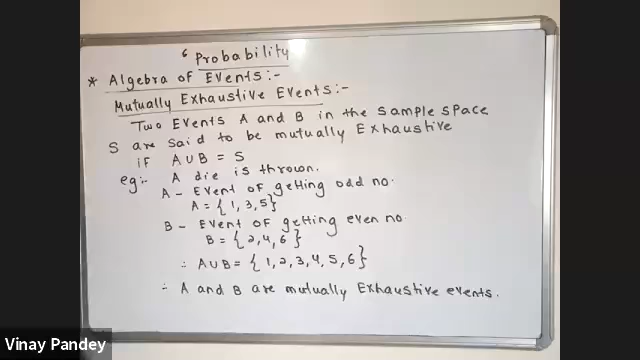 6 Probability
* Algebra of Events:-
Mutually Exhaustive Events:-
Two Events A and B in the sample space
S are said to be mutually Exhaustive
if A∪B = S
eg:- A die is thrown.
A - Event of getting odd no.
A = {1, 3, 5}
B - Event of getting even no
B = {2, 4, 6}
∴ A∪B = {1, 2, 3, 4, 5, 6}
∴ A and B are mutually Exhaustive events.
Vinay Pandey